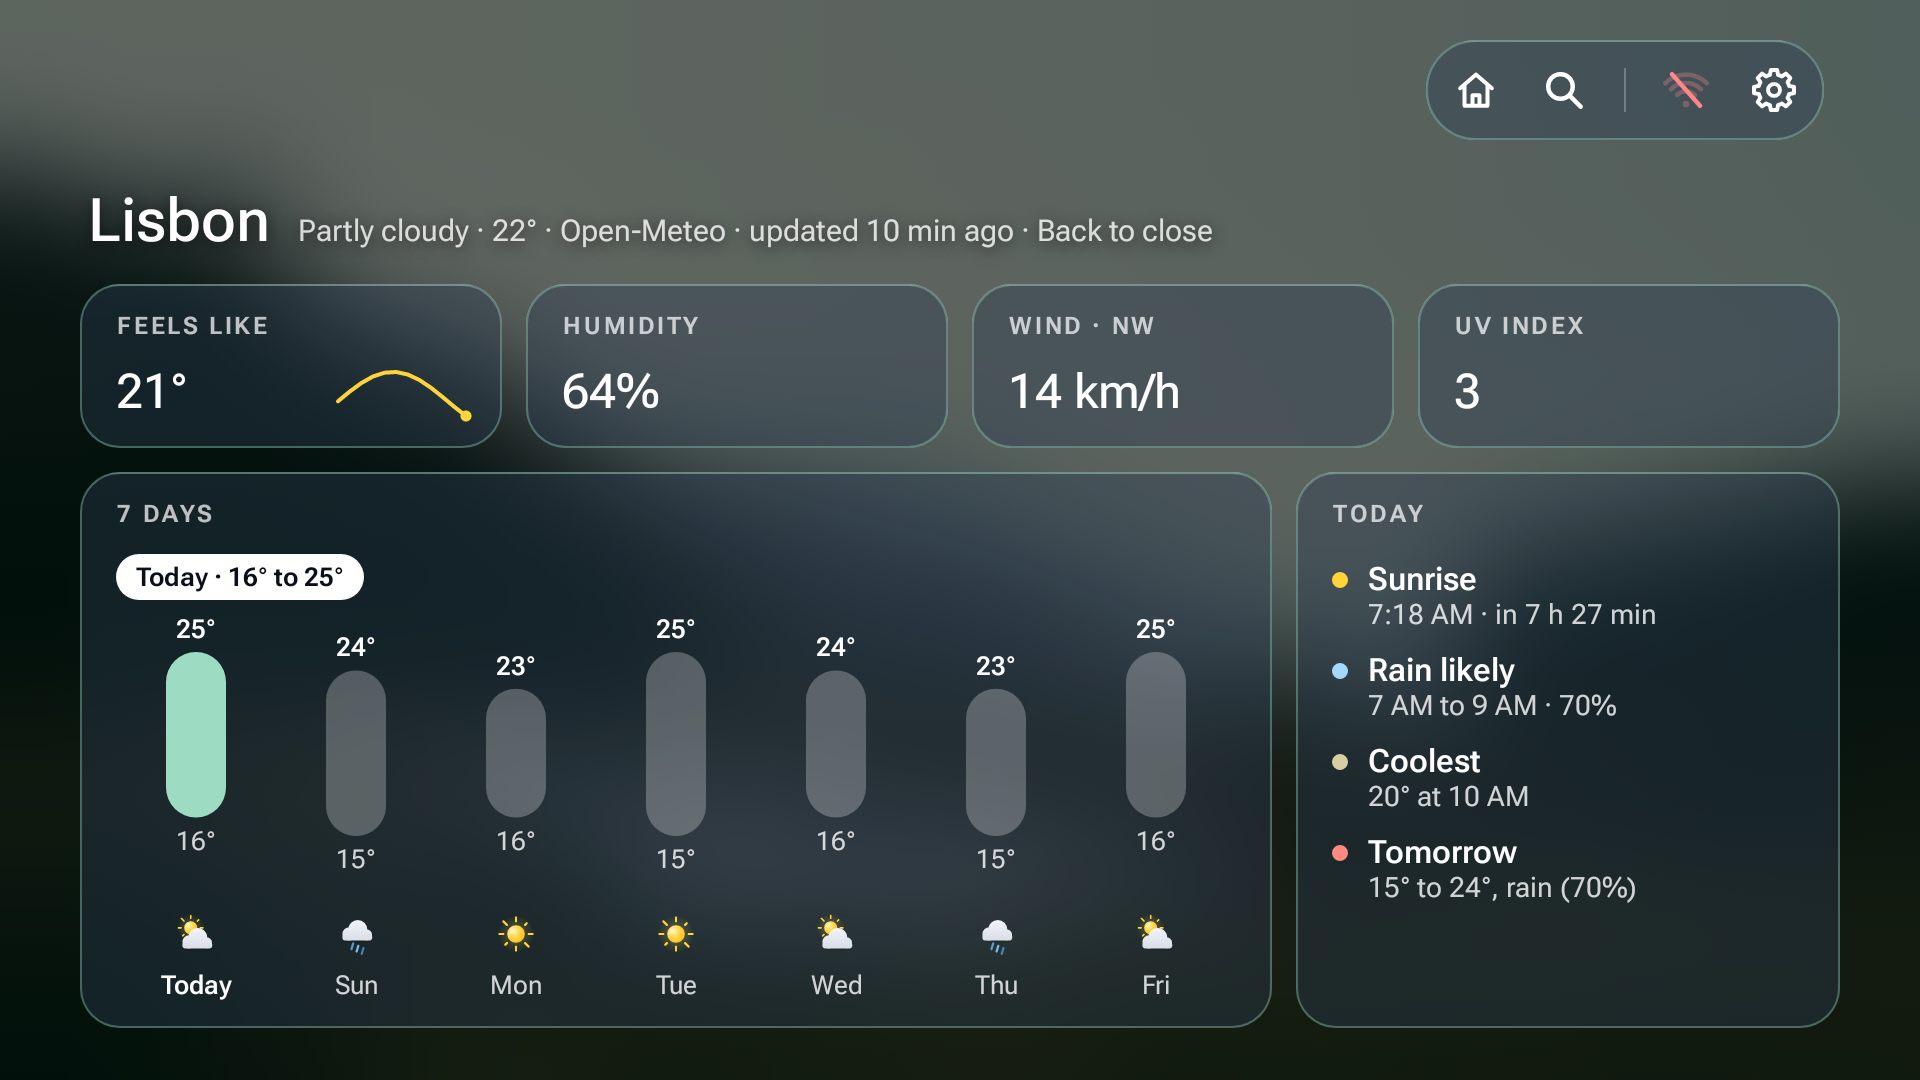 Lisbon
Partly cloudy · 22° · Open-Meteo · updated 10 min ago · Back to close
FEELS LIKE
21°
HUMIDITY
64%
WIND · NW
14 km/h
UV INDEX
3
7 DAYS
Today · 16° to 25°
25° 24° 23° 25° 24° 23° 25°
16° 15° 16° 15° 16° 15° 16°
Today Sun Mon Tue Wed Thu Fri
TODAY
Sunrise
7:18 AM · in 7 h 27 min
Rain likely
7 AM to 9 AM · 70%
Coolest
20° at 10 AM
Tomorrow
15° to 24°, rain (70%)